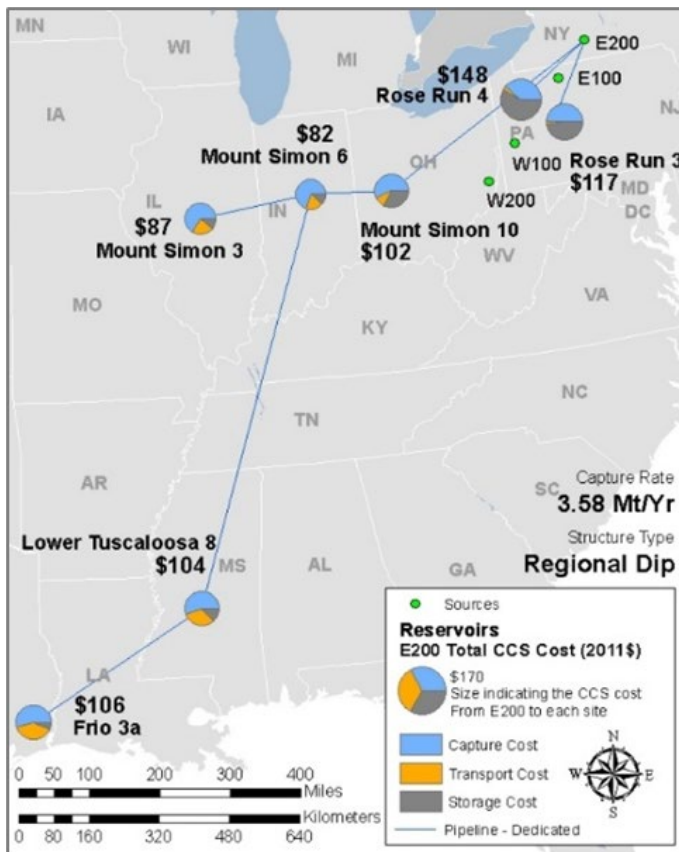 MN
WI
MI
NY
E200
$148
Rose Run 4
E100
IA
NJ
PA
$82
Mount Simon 6
OH
W100
Rose Run 3
$117
W200
MD
DC
IL
IN
$87
Mount Simon 3
Mount Simon 10
$102
WV
MO
VA
KY
NC
TN
AR
SC
Capture Rate
3.58 Mt/Yr
Structure Type
Regional Dip
Lower Tuscaloosa 8
$104
MS
AL
GA
LA
$106
Frio 3a
Sources
Reservoirs
E200 Total CCS Cost (2011$)
$170
Size indicating the CCS cost
From E200 to each site
Capture Cost
Transport Cost
Storage Cost
Pipeline - Dedicated
N
W E
S
0 50 100 200 300 400
Miles
Kilometers
0 80 160 320 480 640